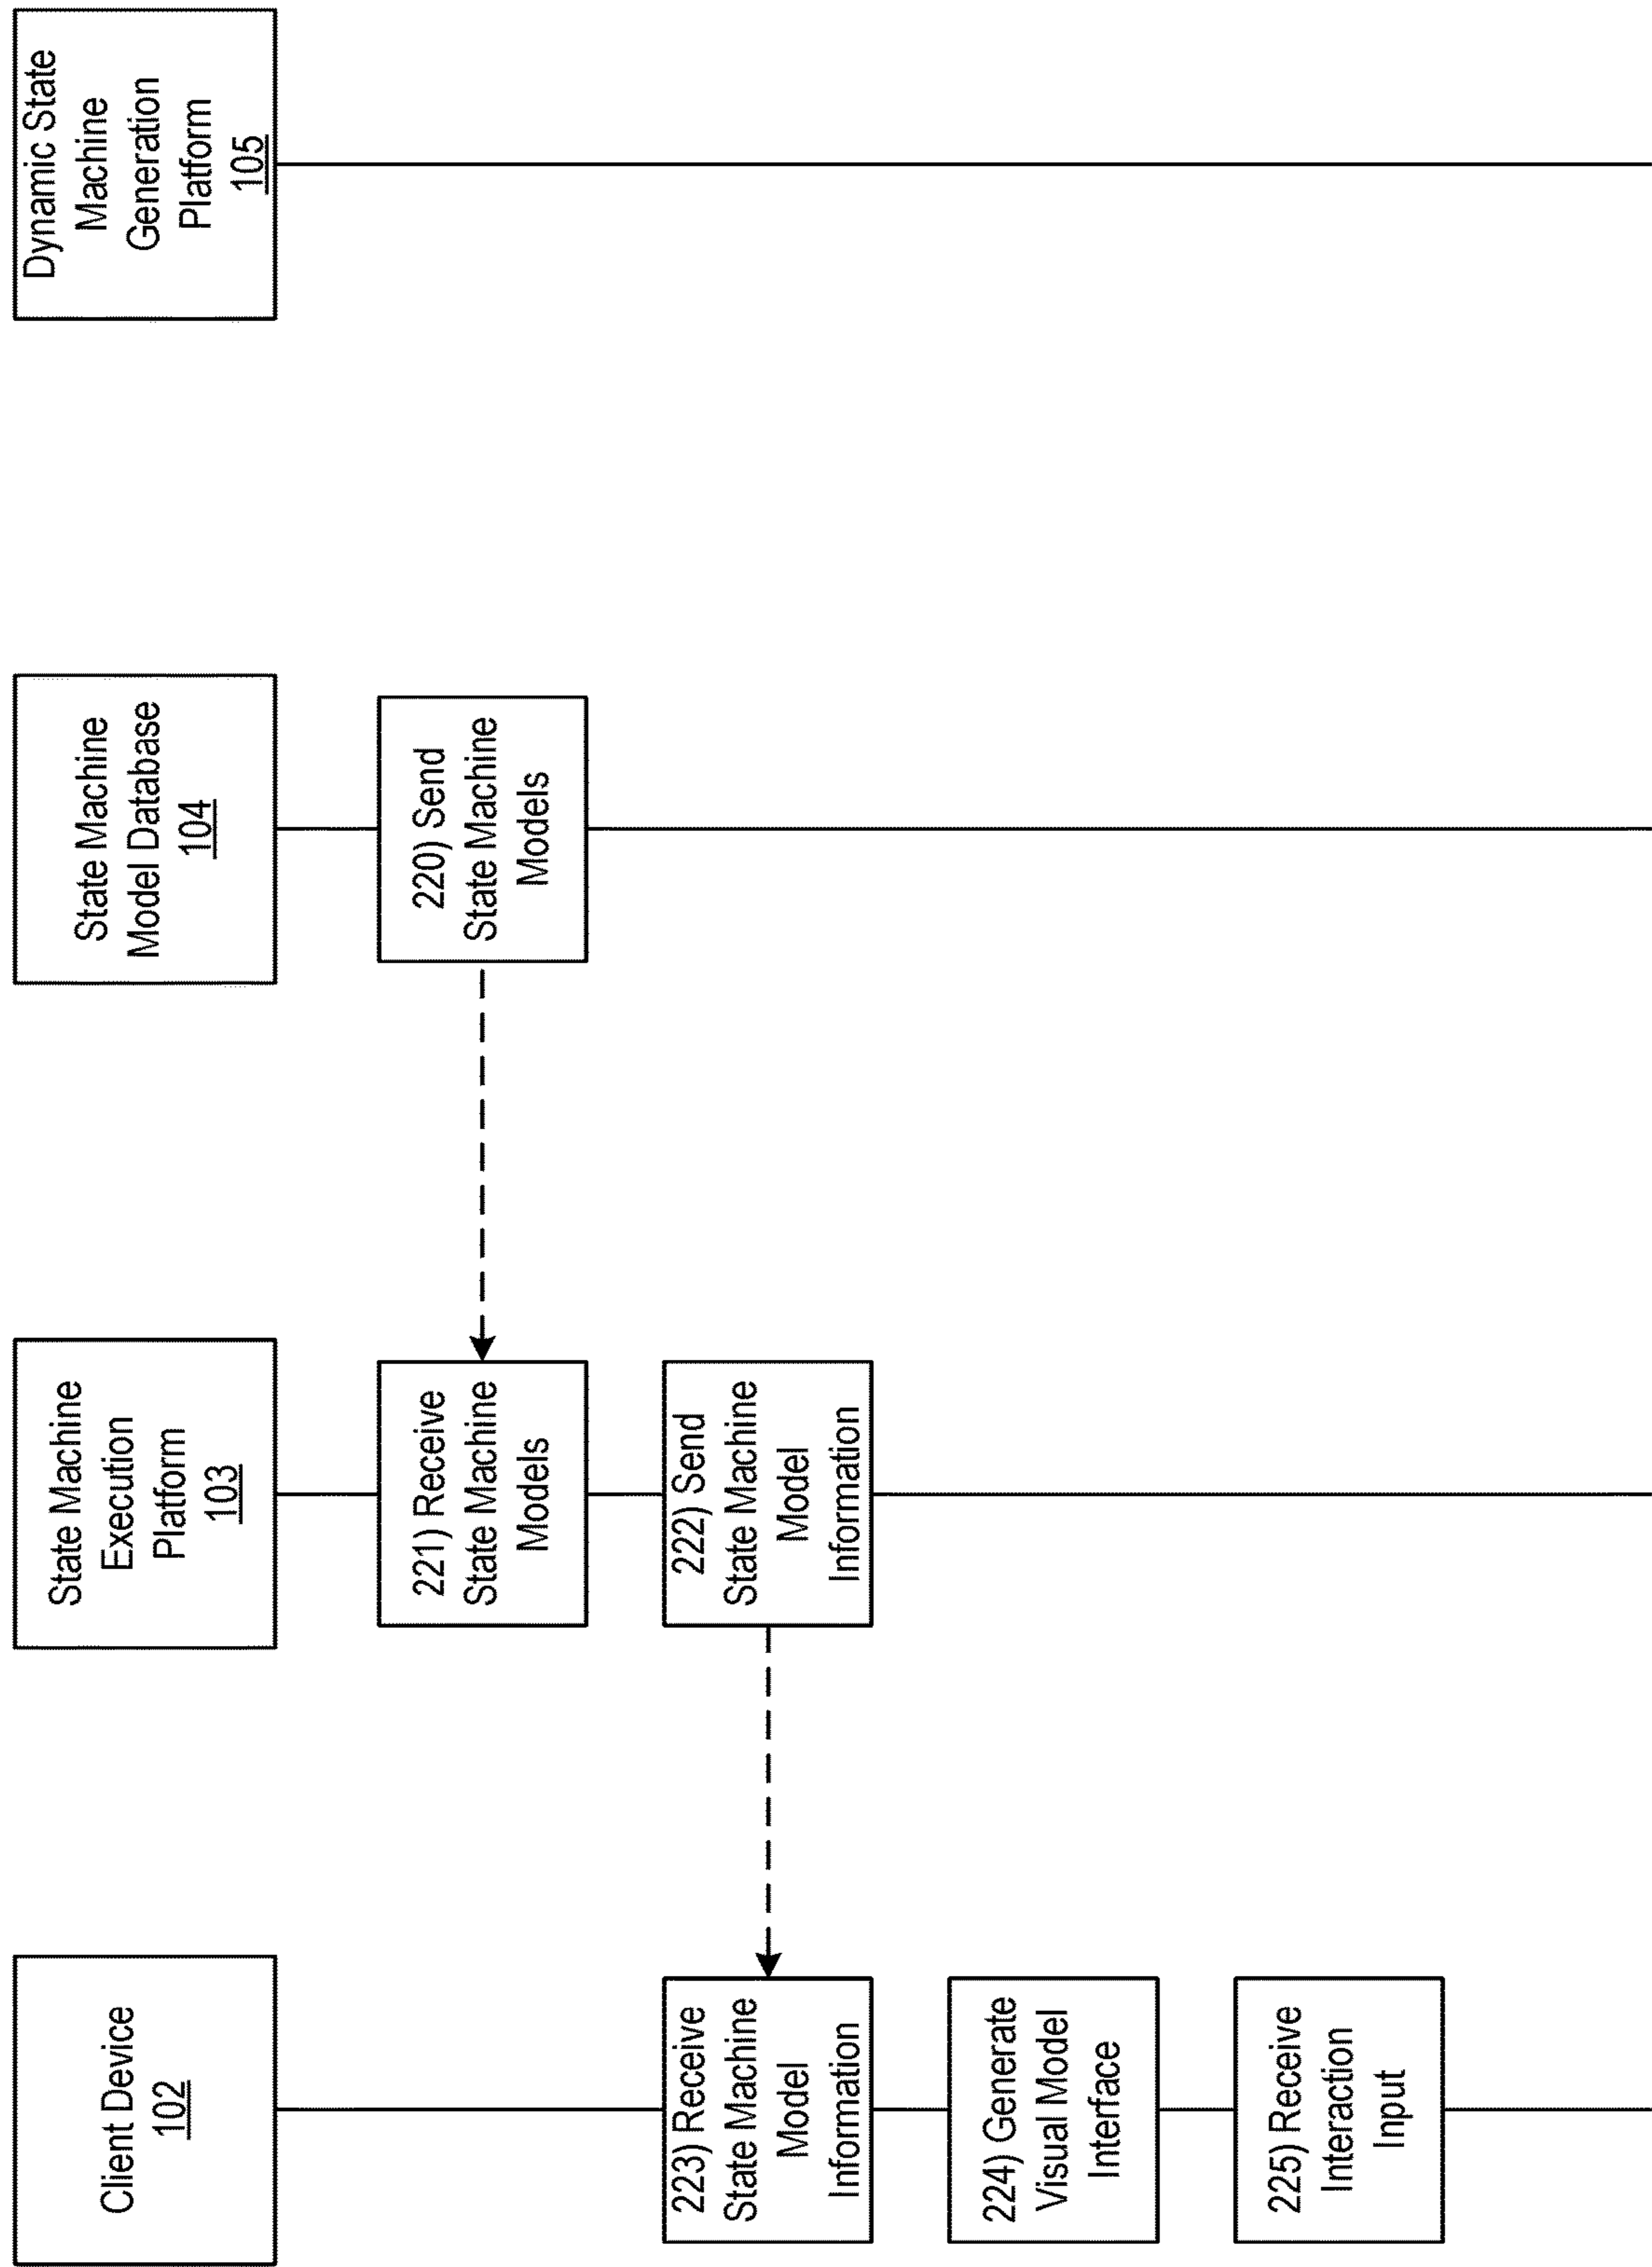 Client Device
102
State Machine
Execution
Platform
103
State Machine
Model Database
104
Dynamic State
Machine
Generation
Platform
105
220) Send
State Machine
Models
221) Receive
State Machine
Models
222) Send
State Machine
Model
Information
223) Receive
State Machine
Model
Information
224) Generate
Visual Model
Interface
225) Receive
Interaction
Input